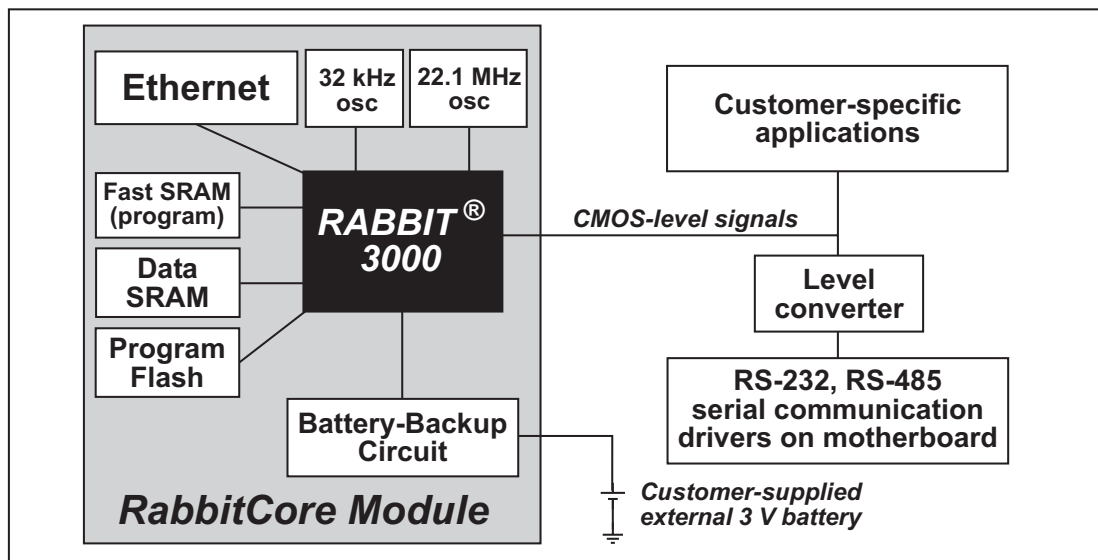 Ethernet
32 kHz
osc
22.1 MHz
osc
Customer-specific
applications
Fast SRAM
(program)
RABBIT ®
3000
CMOS-level signals
Data
SRAM
Level
converter
Program
Flash
RS-232, RS-485
serial communication
drivers on motherboard
Battery-Backup
Circuit
RabbitCore Module
Customer-supplied
external 3 V battery